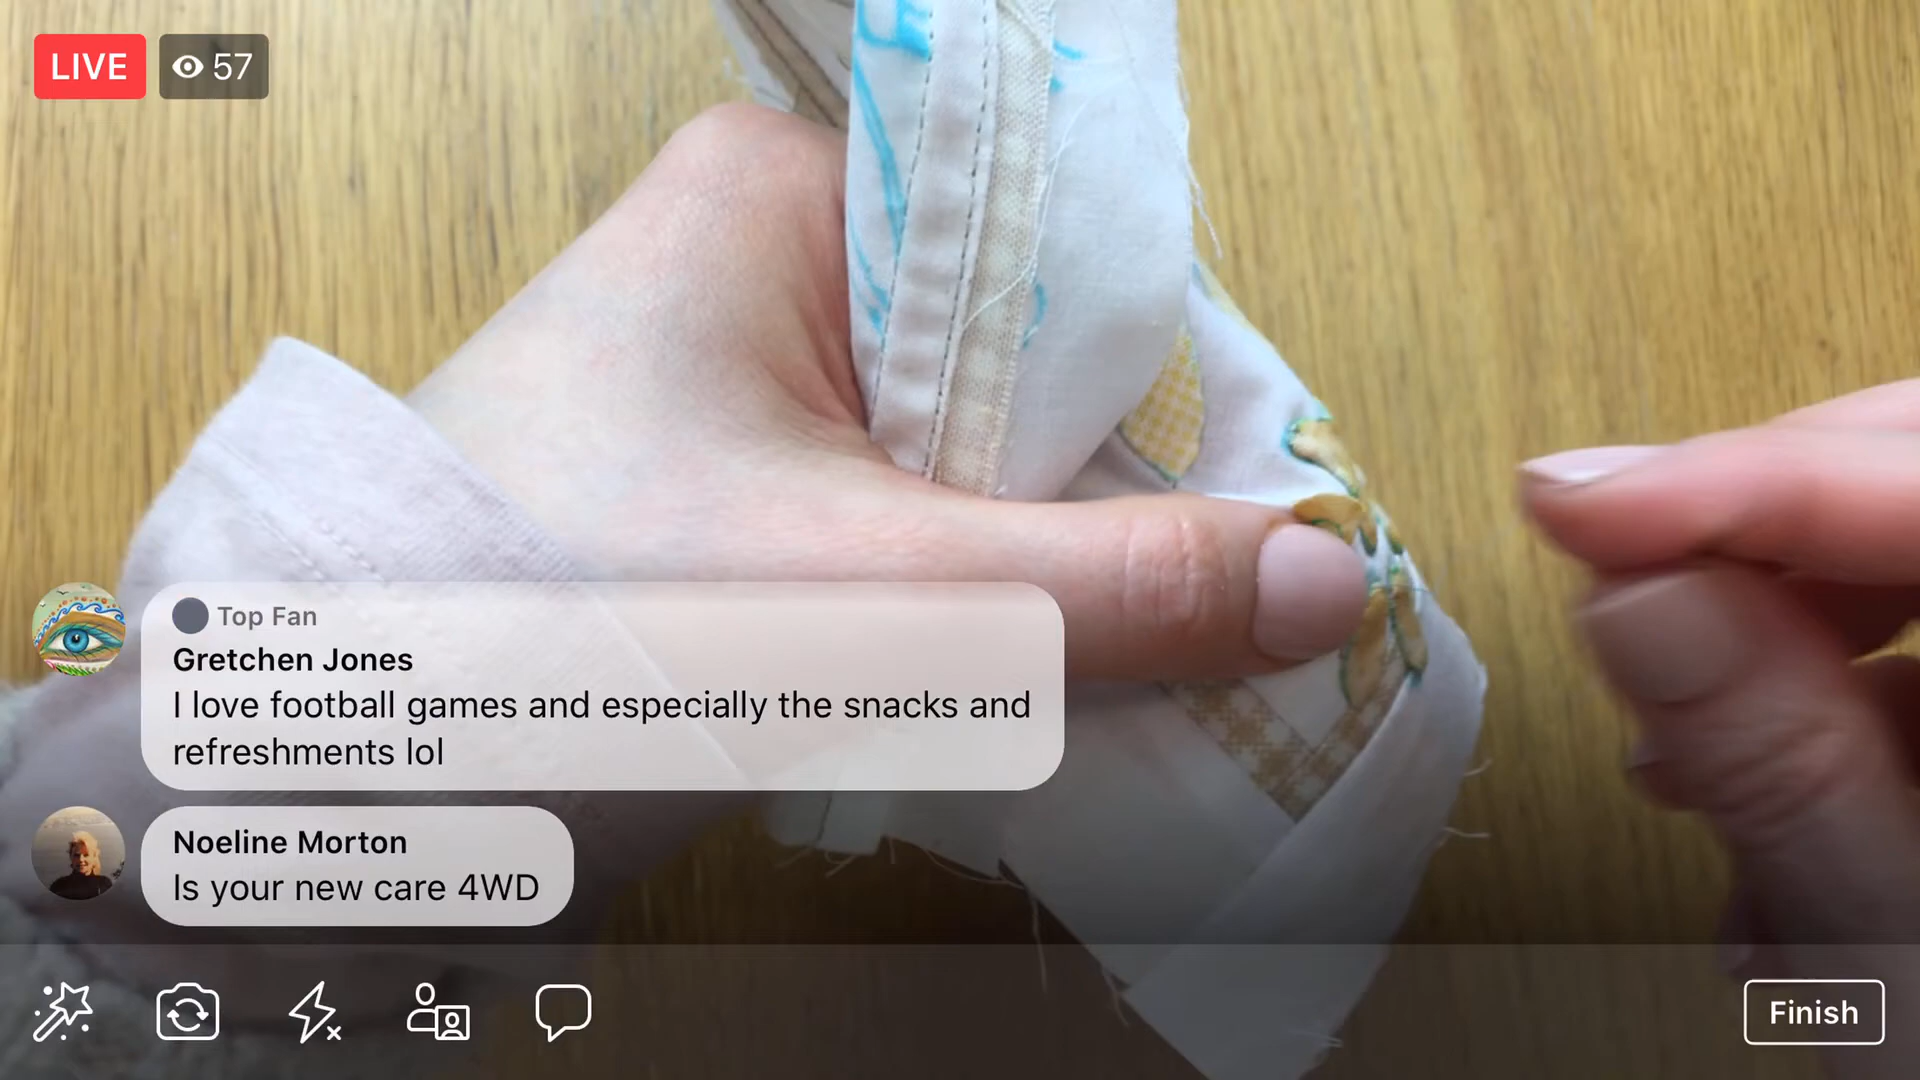 LIVE 57
Top Fan
Gretchen Jones
I love football games and especially the snacks and
refreshments lol
Noeline Morton
Is your new care 4WD
Finish